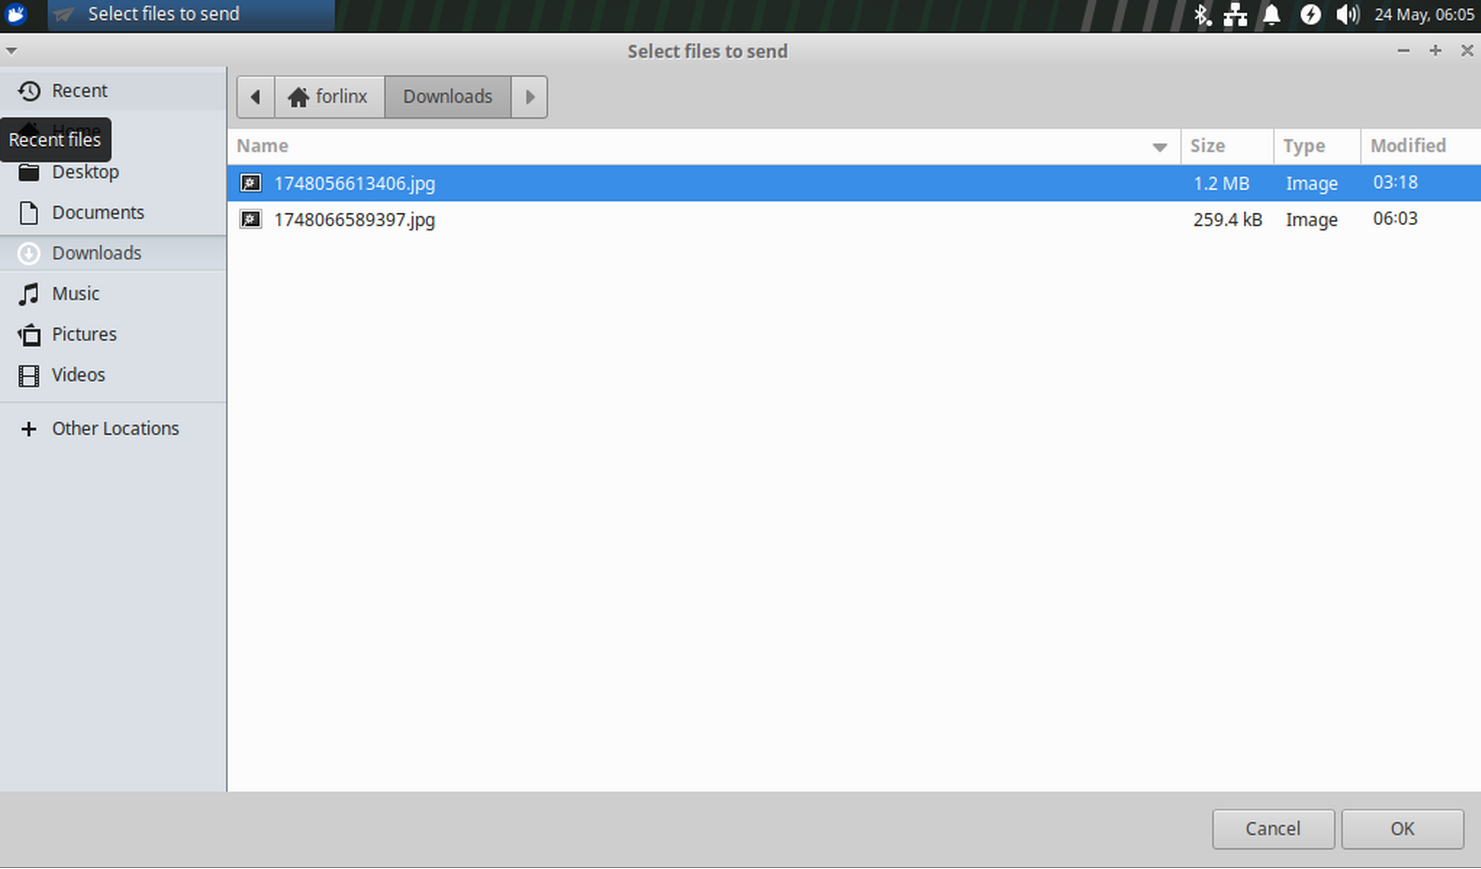 Select files to send
24 May, 06:05
Select files to send
Recent
Home
Recent files
Desktop
Documents
Downloads
Music
Pictures
Videos
Other Locations
forlinx Downloads
Name Size Type Modified
1748056613406.jpg 1.2 MB Image 03:18
1748066589397.jpg 259.4 kB Image 06:03
Cancel OK